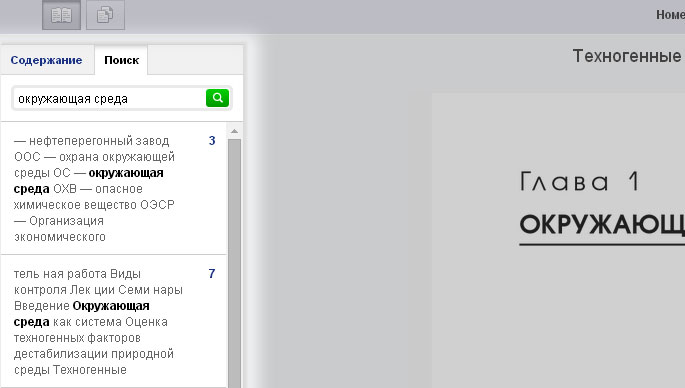 Номе
Содержание Поиск
Техногенные
окружающая среда
— нефтеперегонный завод 3
ООС — охрана окружающей
среды ОС — окружающая
среда ОХВ — опасное
химическое вещество ОЭСР
— Организация
экономического
Глава 1
ОКРУЖАЮЩ
тель ная работа Виды 7
контроля Лек ции Семи нары
Введение Окружающая
среда как система Оценка
техногенных факторов
дестабилизации природной
среды Техногенные